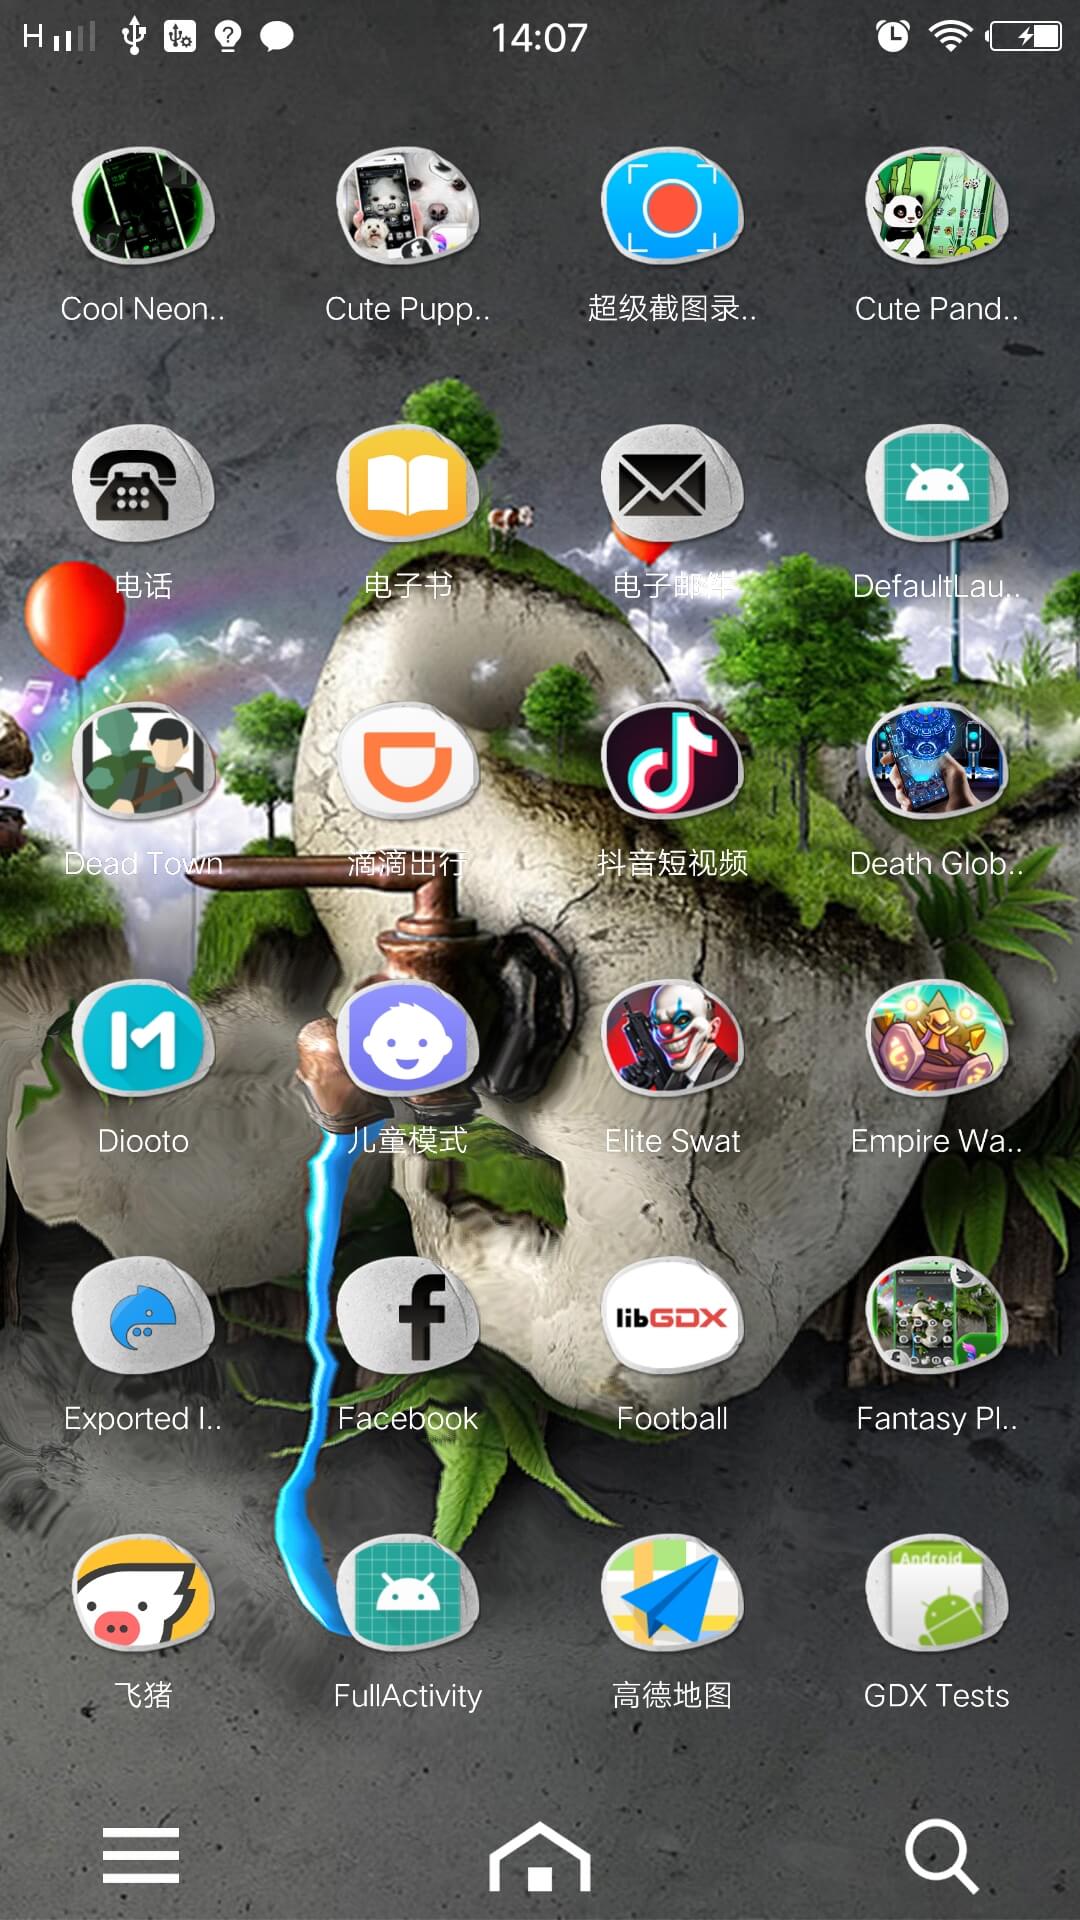 H
14:07
Cool Neon..
Cute Pupp..
超级截图录..
Cute Pand..
电话
电子书
电子邮件
DefaultLau..
Dead Town
滴滴出行
抖音短视频
Death Glob..
Diooto
儿童模式
Elite Swat
Empire Wa..
libGDX
Exported I..
Facebook
Football
Fantasy Pl..
Android
飞猪
FullActivity
高德地图
GDX Tests